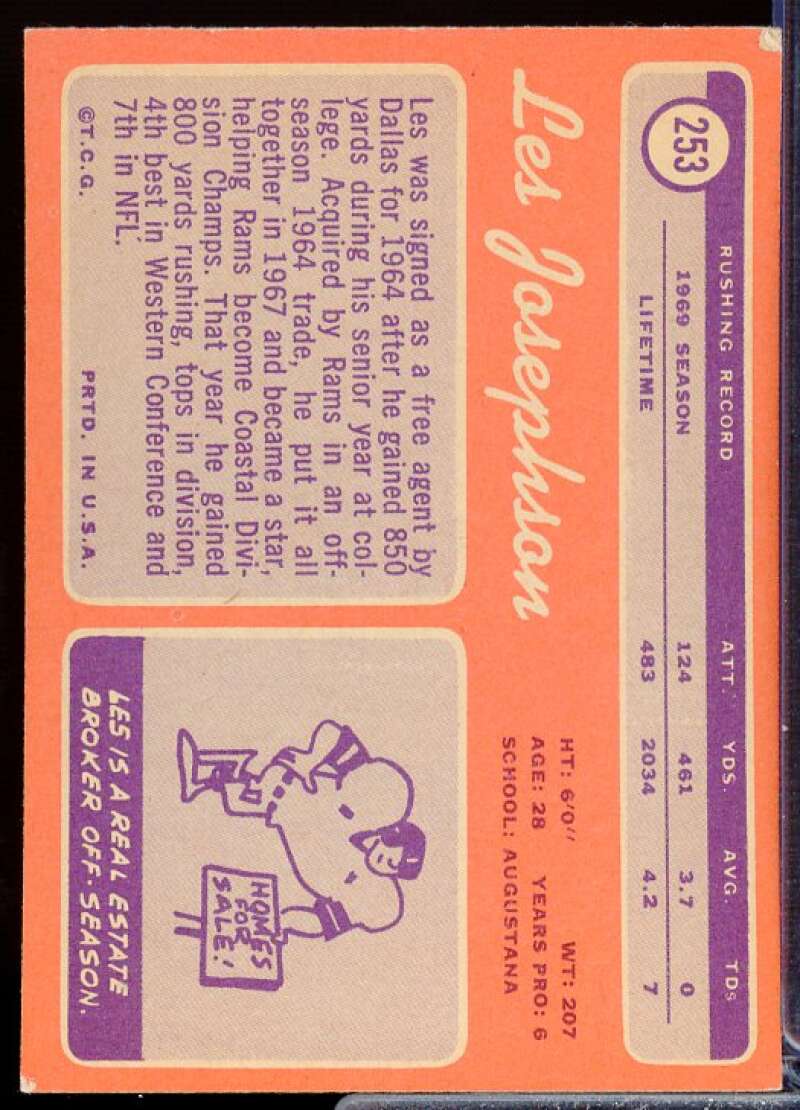 253
RUSHING RECORD ATT. YDS. AVG. TDS
1969 SEASON 124 461 3.7 0
LIFETIME 483 2034 4.2 7
Les Josephson
HT: 6'0" WT: 207
AGE: 28 YEARS PRO: 6
SCHOOL: AUGUSTANA
Les was signed as a free agent by
Dallas for 1964 after he gained 850
yards during his senior year at col-
lege. Acquired by Rams in an off-
season 1964 trade, he put it all
together in 1967 and became a star,
helping Rams become Coastal Divi-
sion Champs. That year he gained
800 yards rushing, tops in division,
4th best in Western Conference and
7th in NFL.
©T.C.G. PRTD. IN U.S.A.
HOMES
FOR
SALE!
LES IS A REAL ESTATE
BROKER OFF-SEASON.